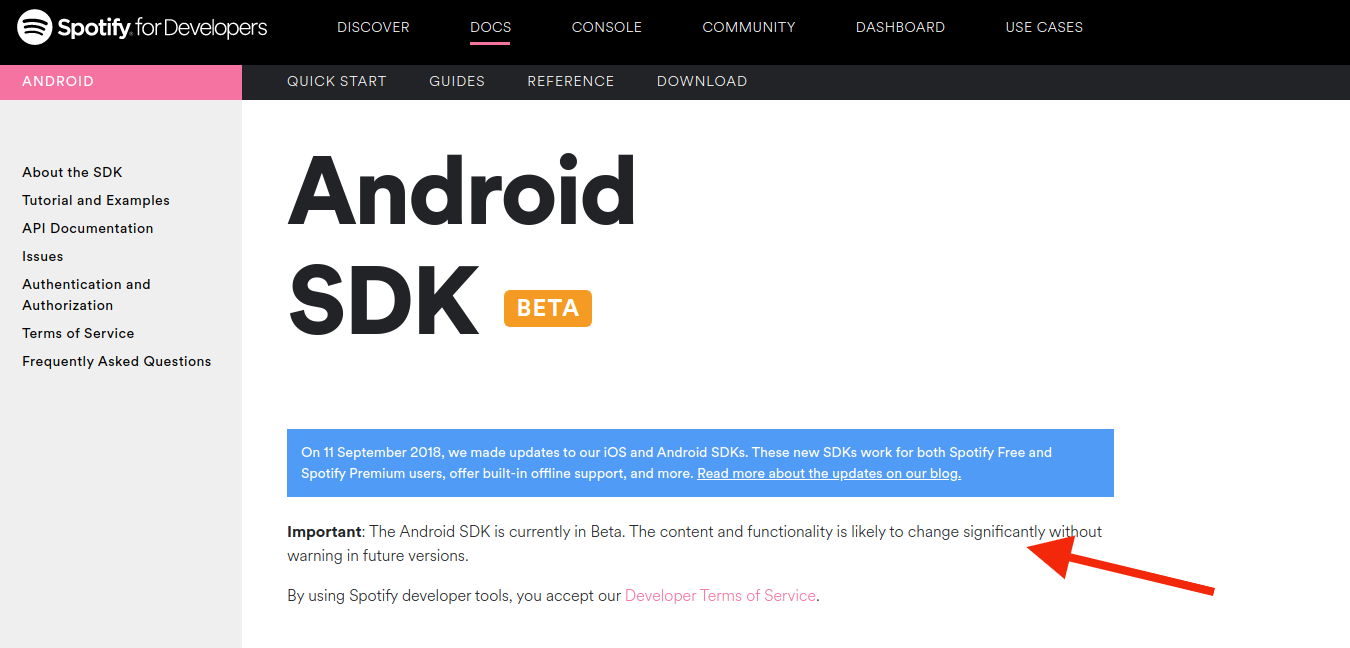 Spotify for Developers
DISCOVER
DOCS
CONSOLE
COMMUNITY
DASHBOARD
USE CASES
ANDROID
QUICK START
GUIDES
REFERENCE
DOWNLOAD
About the SDK
Tutorial and Examples
API Documentation
Issues
Authentication and
Authorization
Terms of Service
Frequently Asked Questions
Android
SDK BETA
On 11 September 2018, we made updates to our iOS and Android SDKs. These new SDKs work for both Spotify Free and
Spotify Premium users, offer built-in offline support, and more. Read more about the updates on our blog.
Important: The Android SDK is currently in Beta. The content and functionality is likely to change significantly without
warning in future versions.
By using Spotify developer tools, you accept our Developer Terms of Service.